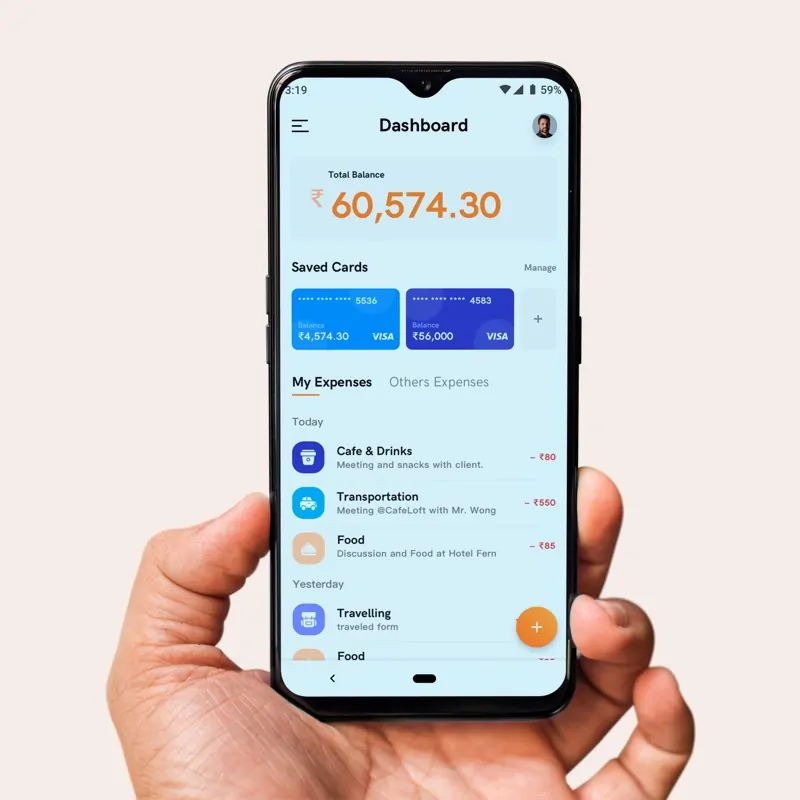 3:19
59%
Dashboard
Total Balance
₹ 60,574.30
Saved Cards
Manage
**** **** **** 5536
Balance
₹4,574.30
VISA
**** **** **** 4583
Balance
₹56,000
VISA
+
My Expenses
Others Expenses
Today
Cafe & Drinks
Meeting and snacks with client.
– ₹80
Transportation
Meeting @CafeLoft with Mr. Wong
– ₹550
Food
Discussion and Food at Hotel Fern
– ₹85
Yesterday
Travelling
traveled form
+
Food